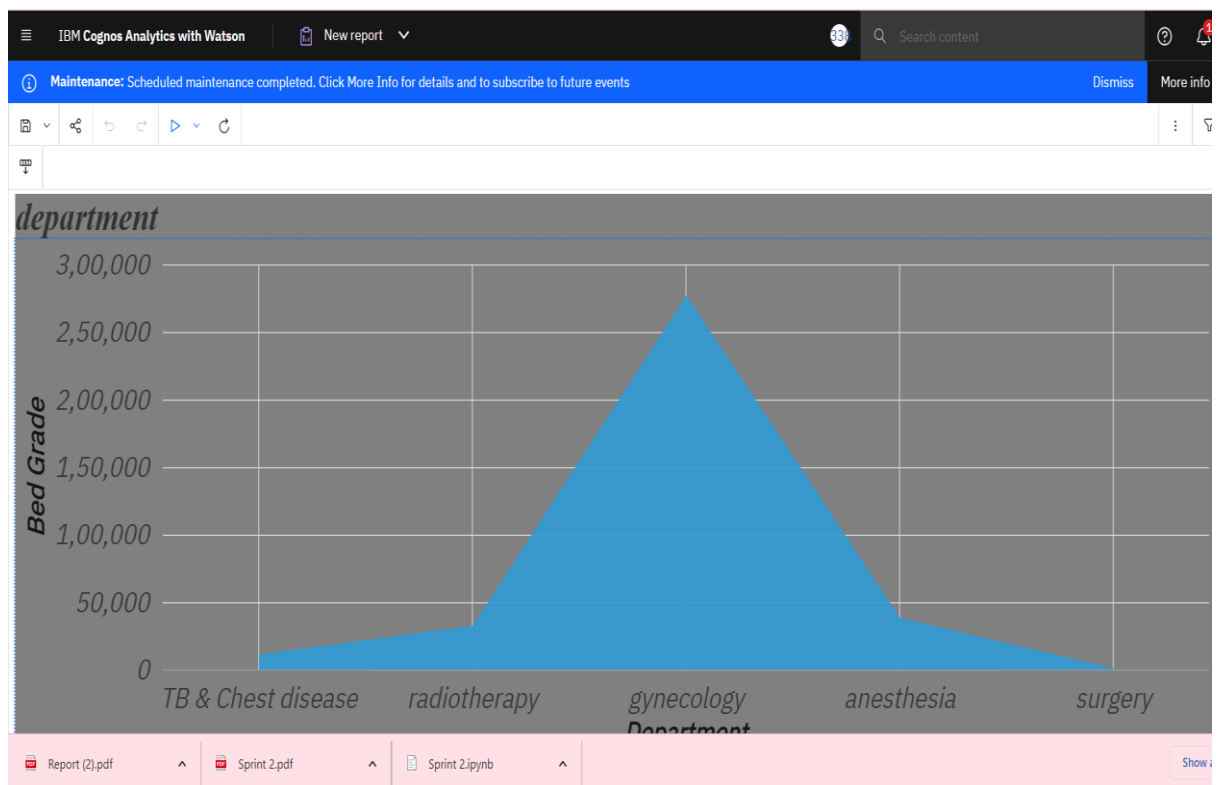 IBM Cognos Analytics with Watson New report 338 Search content 1
Maintenance: Scheduled maintenance completed. Click More Info for details and to subscribe to future events Dismiss More info
department
3,00,000
2,50,000
2,00,000
1,50,000
1,00,000
50,000
0
Bed Grade
TB & Chest disease radiotherapy gynecology anesthesia surgery
Department
Report (2).pdf Sprint 2.pdf Sprint 2.ipynb Show a